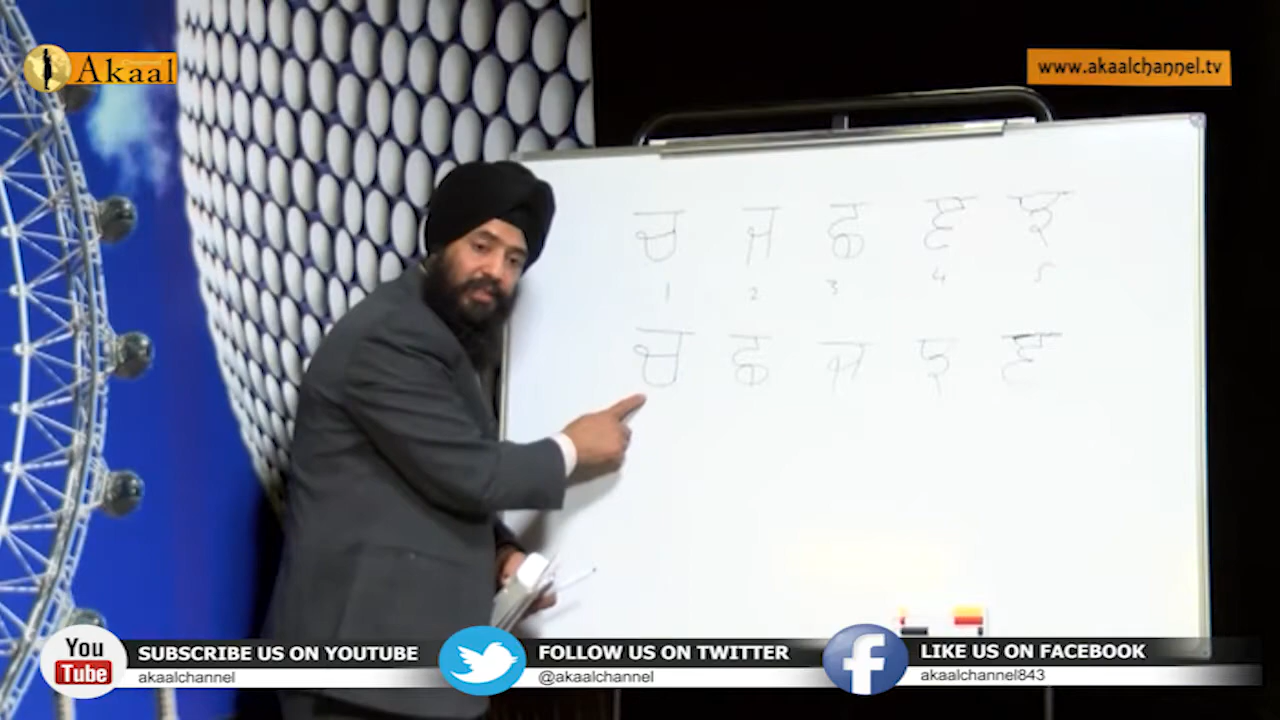 Akaal
www.akaalchannel.tv
ਚ ਜ ਛ ਞ ਝ
1 2 3 4 5
ਚ ਛ ਜ ਝ ਞ
You Tube
SUBSCRIBE US ON YOUTUBE
akaalchannel
FOLLOW US ON TWITTER
@akaalchannel
f
LIKE US ON FACEBOOK
akaalchannel843